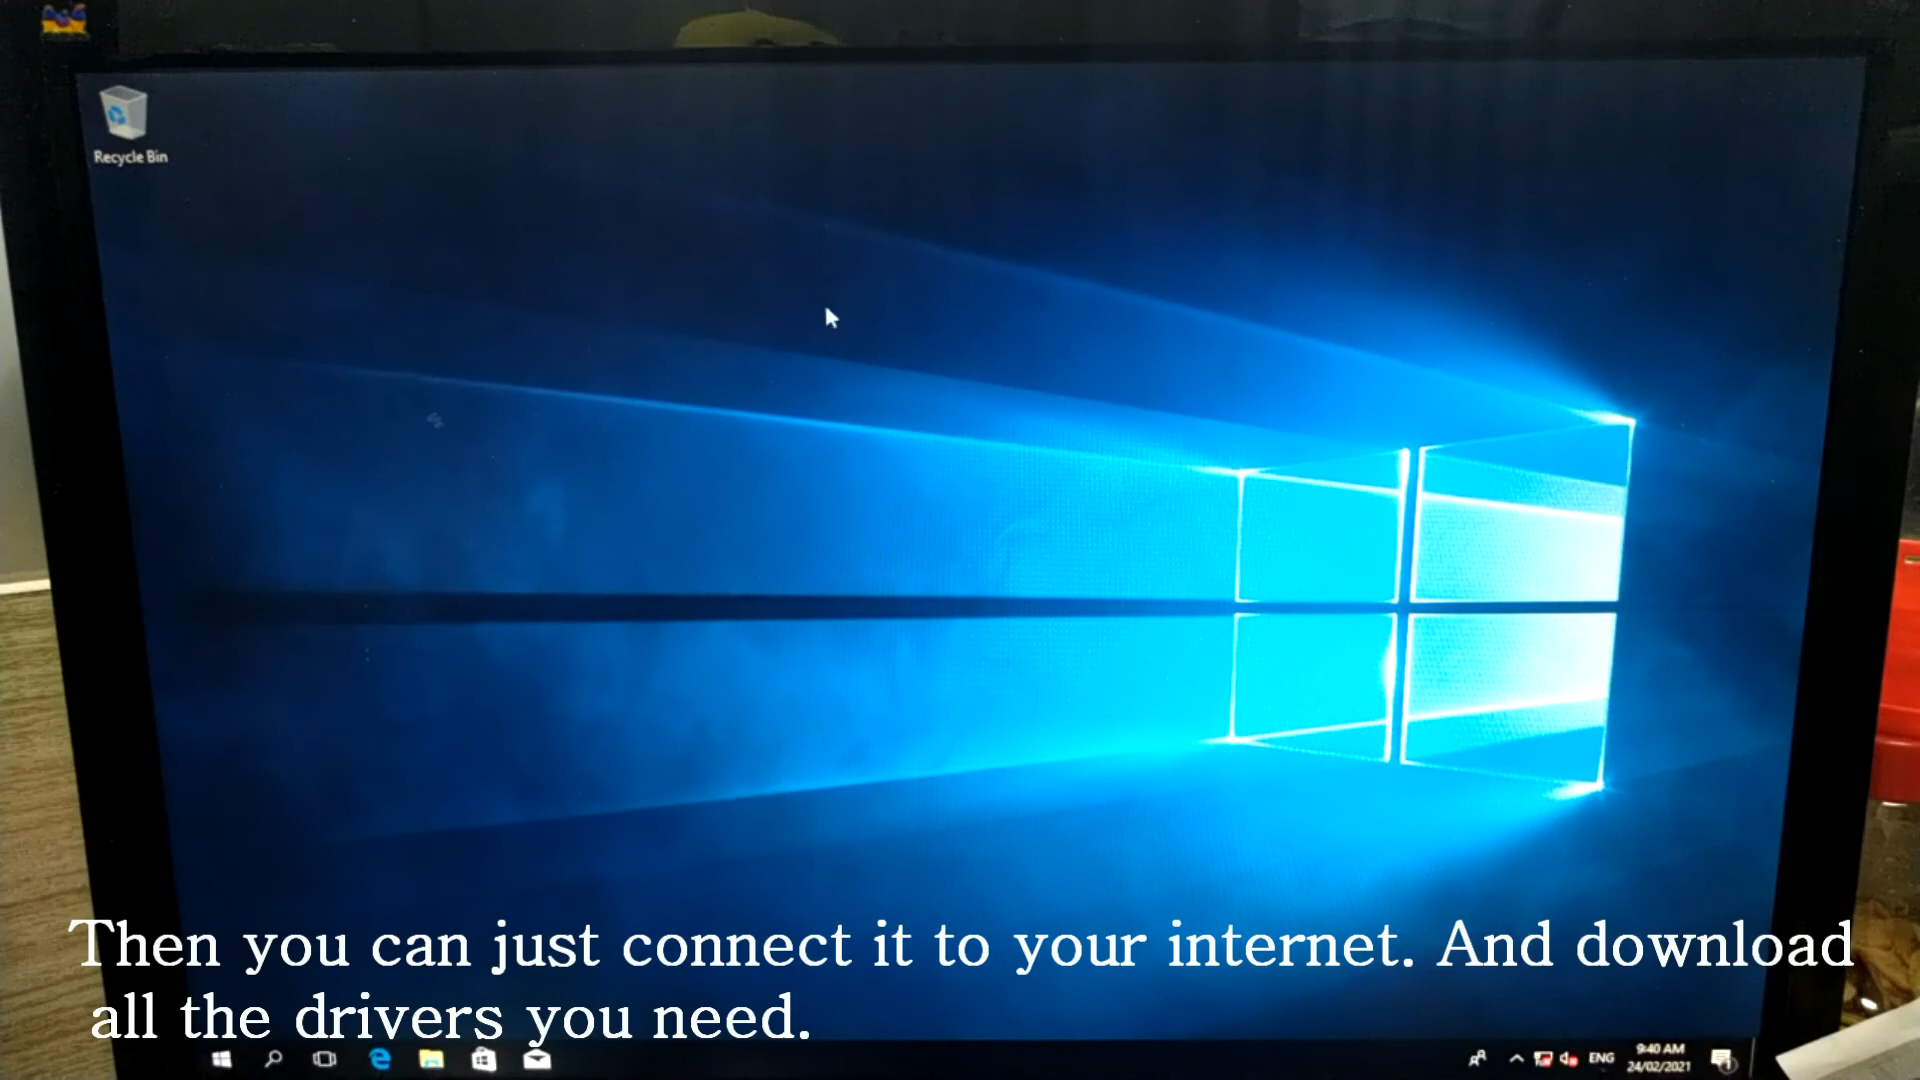 Recycle Bin
Then you can just connect it to your internet. And download
all the drivers you need.
ENG
9:40 AM
24/02/2021